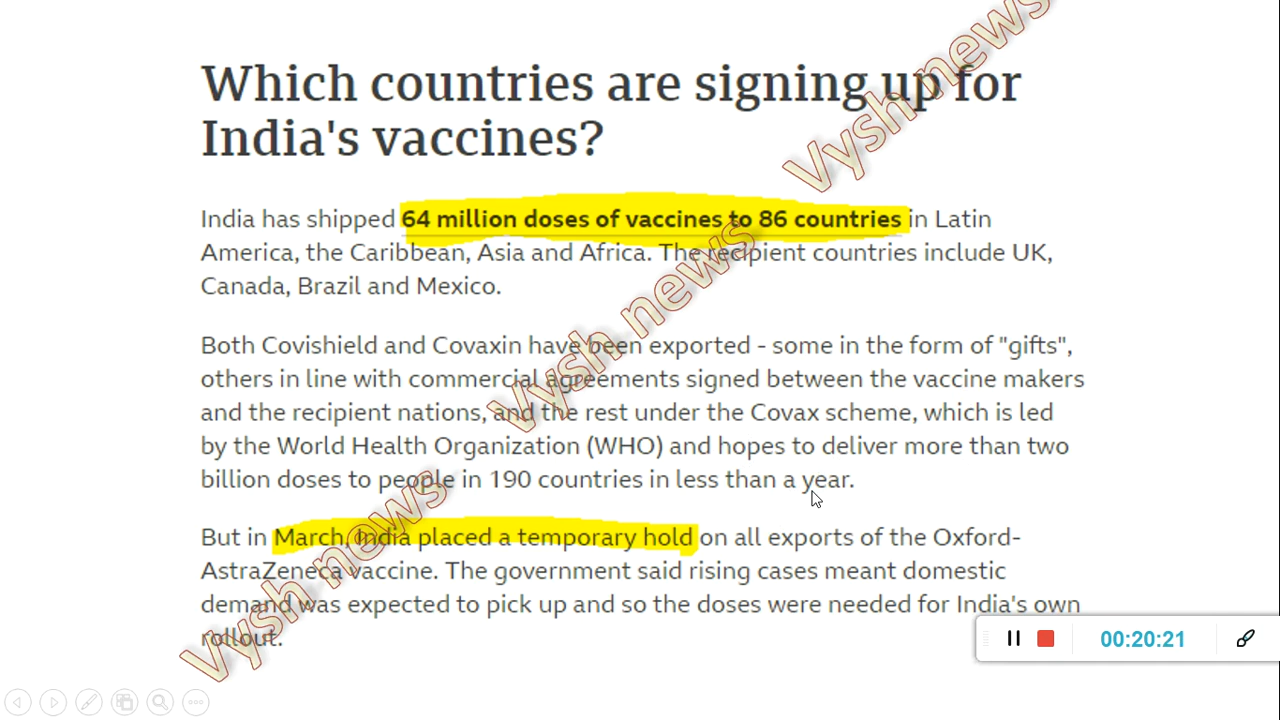 Which countries are signing up for
India's vaccines?
India has shipped 64 million doses of vaccines to 86 countries in Latin
America, the Caribbean, Asia and Africa. The recipient countries include UK,
Canada, Brazil and Mexico.
Both Covishield and Covaxin have been exported - some in the form of "gifts",
others in line with commercial agreements signed between the vaccine makers
and the recipient nations, and the rest under the Covax scheme, which is led
by the World Health Organization (WHO) and hopes to deliver more than two
billion doses to people in 190 countries in less than a year.
But in March, India placed a temporary hold on all exports of the Oxford-
AstraZeneca vaccine. The government said rising cases meant domestic
demand was expected to pick up and so the doses were needed for India's own
rollout.
Vysh news
Vysh news
Vysh news
00:20:21